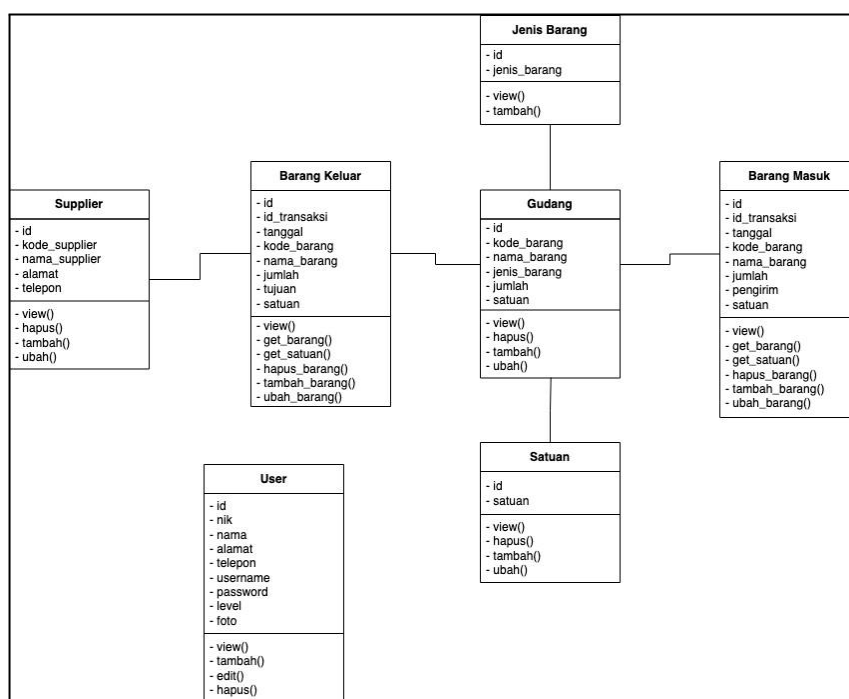 Jenis Barang
- id
- jenis_barang
- view()
- tambah()
Supplier
- id
- kode_supplier
- nama_supplier
- alamat
- telepon
- view()
- hapus()
- tambah()
- ubah()
Barang Keluar
- id
- id_transaksi
- tanggal
- kode_barang
- nama_barang
- jumlah
- tujuan
- satuan
- view()
- get_barang()
- get_satuan()
- hapus_barang()
- tambah_barang()
- ubah_barang()
Gudang
- id
- kode_barang
- nama_barang
- jenis_barang
- jumlah
- satuan
- view()
- hapus()
- tambah()
- ubah()
Barang Masuk
- id
- id_transaksi
- tanggal
- kode_barang
- nama_barang
- jumlah
- pengirim
- satuan
- view()
- get_barang()
- get_satuan()
- hapus_barang()
- tambah_barang()
- ubah_barang()
User
- id
- nik
- nama
- alamat
- telepon
- username
- password
- level
- foto
- view()
- tambah()
- edit()
- hapus()
Satuan
- id
- satuan
- view()
- hapus()
- tambah()
- ubah()